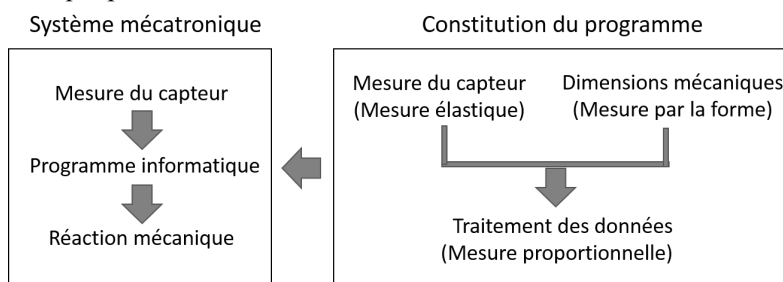 Système mécatronique
Constitution du programme
Mesure du capteur
Programme informatique
Réaction mécanique
Mesure du capteur
(Mesure élastique)
Dimensions mécaniques
(Mesure par la forme)
Traitement des données
(Mesure proportionnelle)